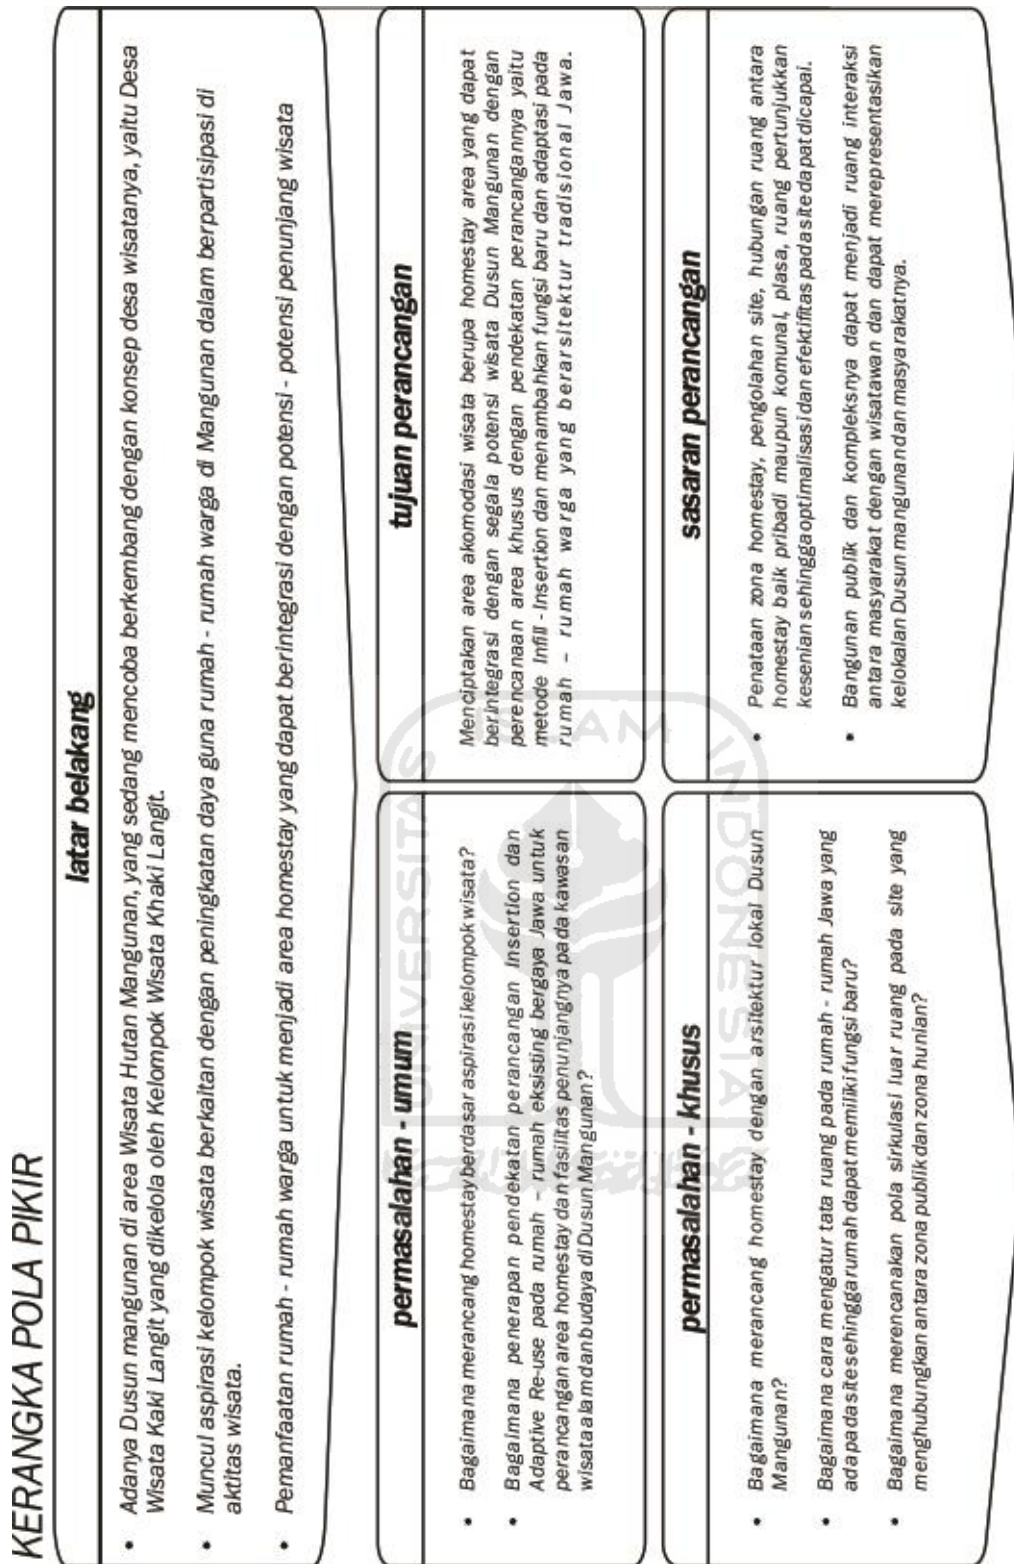 KERANGKA POLA PIKIR
latar belakang
• Adanya Dusun mangunan di area Wisata Hutan Mangunan, yang sedang mencoba berkembang dengan konsep desa wisatanya, yaitu Desa
Wisata Kaki Langit yang dikelola oleh Kelompok Wisata Khaki Langit.
• Muncul aspirasi kelompok wisata berkaitan dengan peningkatan daya guna rumah - rumah warga di Mangunan dalam berpartisipasi di
aktitas wisata.
• Pemanfaatan rumah - rumah warga untuk menjadi area homestay yang dapat berintegrasi dengan potensi - potensi penunjang wisata
permasalahan - umum
• Bagaimana merancang homestay berdasar aspirasi kelompok wisata?
• Bagaimana penerapan pendekatan perancangan Insertion dan
Adaptive Re-use pada rumah – rumah eksisting bergaya Jawa untuk
perancangan area homestay dan fasilitas penunjangnya pada kawasan
wisata alam dan budaya di Dusun Mangunan?
tujuan perancangan
Menciptakan area akomodasi wisata berupa homestay area yang dapat
berintegrasi dengan segala potensi wisata Dusun Mangunan dengan
perencanaan area khusus dengan pendekatan perancangannya yaitu
metode Infill - Insertion dan menambahkan fungsi baru dan adaptasi pada
rumah – rumah warga yang berarsitektur tradisional Jawa.
permasalahan - khusus
• Bagaimana merancang homestay dengan arsitektur lokal Dusun
Mangunan?
• Bagaimana cara mengatur tata ruang pada rumah - rumah Jawa yang
ada pada site sehingga rumah dapat memiliki fungsi baru?
• Bagaimana merencanakan pola sirkulasi luar ruang pada site yang
menghubungkan antara zona publik dan zona hunian?
sasaran perancangan
• Penataan zona homestay, pengolahan site, hubungan ruang antara
homestay baik pribadi maupun komunal, plasa, ruang pertunjukkan
kesenian sehingga optimalisasi dan efektifitas pada site dapat dicapai.
• Bangunan publik dan kompleksnya dapat menjadi ruang interaksi
antara masyarakat dengan wisatawan dan dapat merepresentasikan
kelokalan Dusun mangunan dan masyarakatnya.
UNIVERSITAS
ISLAM
INDONESIA